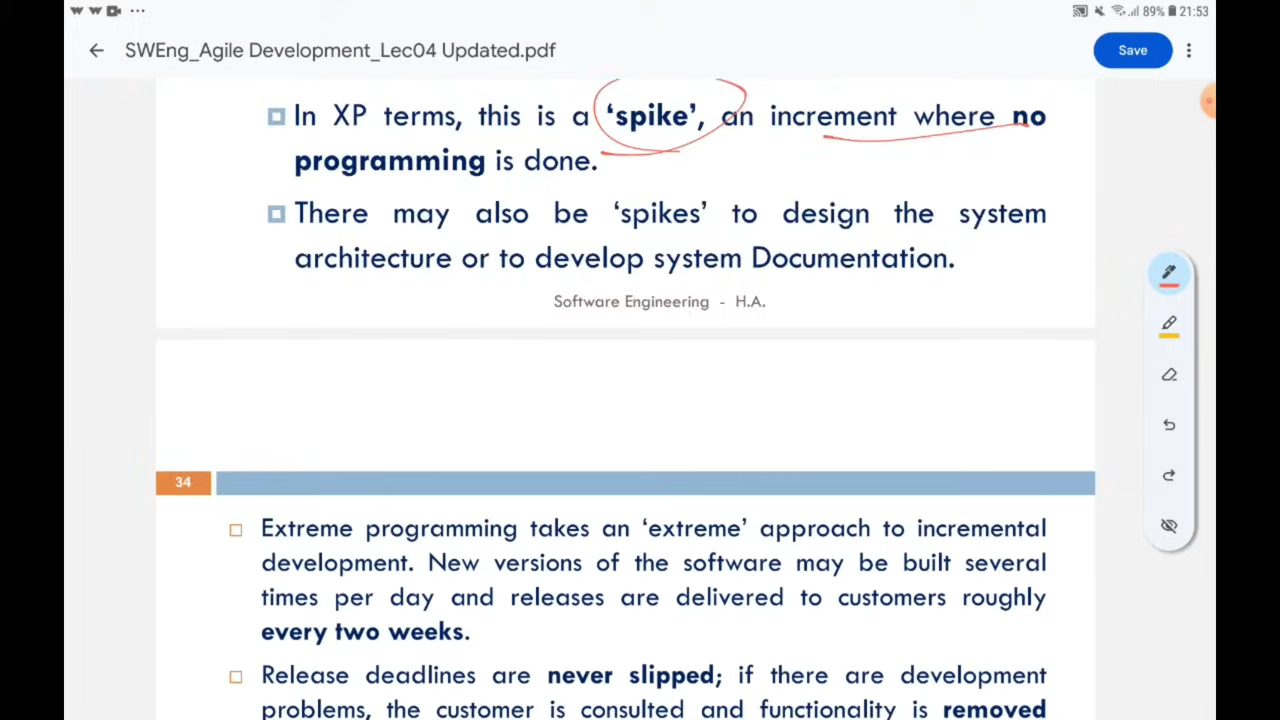 89% 21:53
SWEng_Agile Development_Lec04 Updated.pdf
Save
In XP terms, this is a ‘spike’, an increment where no
programming is done.
There may also be ‘spikes’ to design the system
architecture or to develop system Documentation.
Software Engineering - H.A.
34
Extreme programming takes an ‘extreme’ approach to incremental
development. New versions of the software may be built several
times per day and releases are delivered to customers roughly
every two weeks.
Release deadlines are never slipped; if there are development
problems, the customer is consulted and functionality is removed